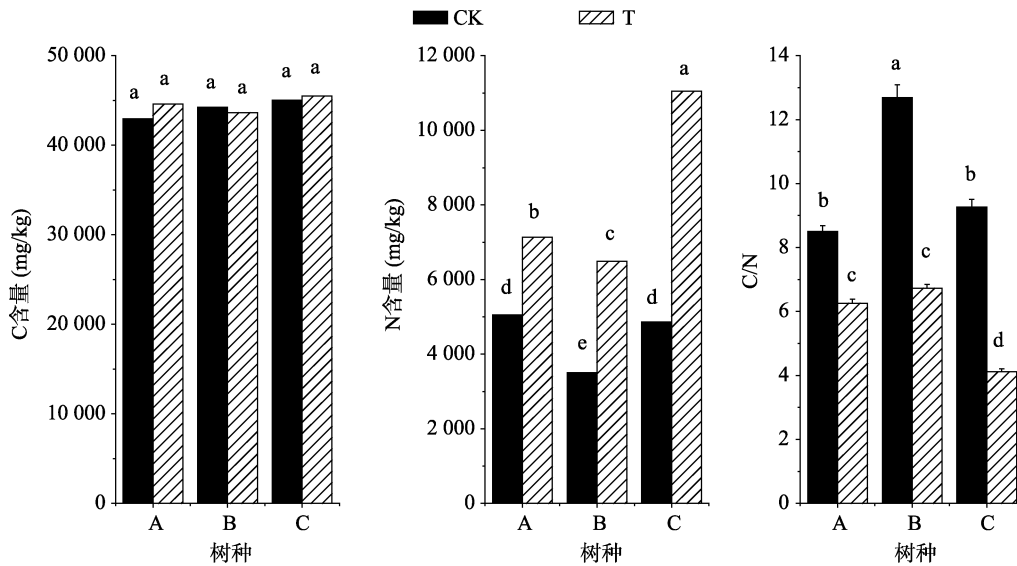 CK T
50 000
40 000
30 000
20 000
10 000
0
C含量 (mg/kg)
a a a a a a
A B C
树种
12 000
10 000
8 000
6 000
4 000
2 000
0
N含量 (mg/kg)
d b e c d a
A B C
树种
14
12
10
8
6
4
2
0
C/N
b c a c b d
A B C
树种